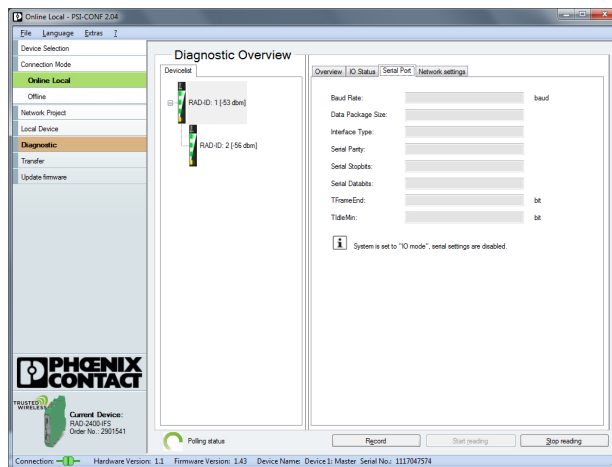 Online Local - PSI-CONF 2.04
File Language Extras ?
Device Selection
Connection Mode
Online Local
Offline
Network Project
Local Device
Diagnostic
Transfer
Update firmware
PHŒNIX
CONTACT
TRUSTED
WIRELESS
Current Device:
RAD-2400-IFS
Order No.: 2901541
Diagnostic Overview
Devicelist
RAD-ID: 1 [-53 dbm]
RAD-ID: 2 [-56 dbm]
Overview IO Status Serial Port Network settings
Baud Rate: baud
Data Package Size:
Interface Type:
Serial Parity:
Serial Stopbits:
Serial Databits:
TFrameEnd: bit
TIdleMin: bit
i System is set to "IO mode", serial settings are disabled.
Polling status
Record Start reading Stop reading
Connection: Hardware Version: 1.1 Firmware Version: 1.43 Device Name: Device 1: Master Serial No.: 1117047574